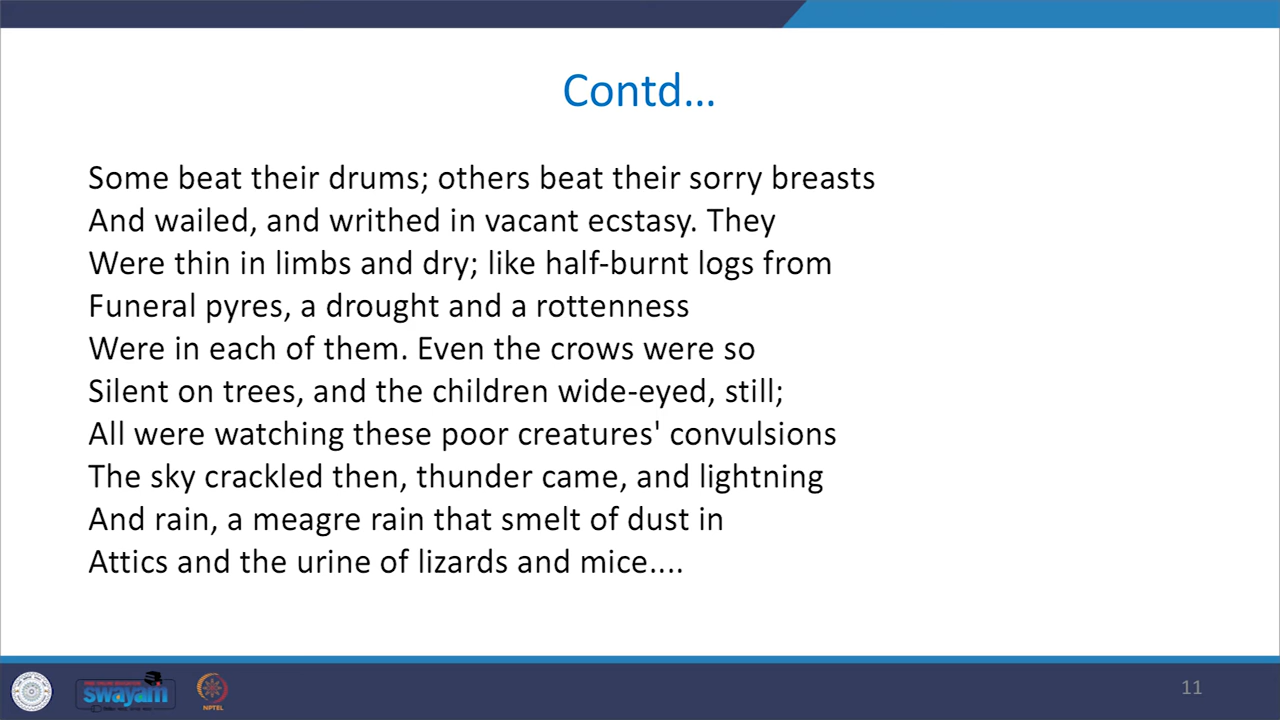 Contd...
Some beat their drums; others beat their sorry breasts
And wailed, and writhed in vacant ecstasy. They
Were thin in limbs and dry; like half-burnt logs from
Funeral pyres, a drought and a rottenness
Were in each of them. Even the crows were so
Silent on trees, and the children wide-eyed, still;
All were watching these poor creatures' convulsions
The sky crackled then, thunder came, and lightning
And rain, a meagre rain that smelt of dust in
Attics and the urine of lizards and mice....
swayam
NPTEL
11